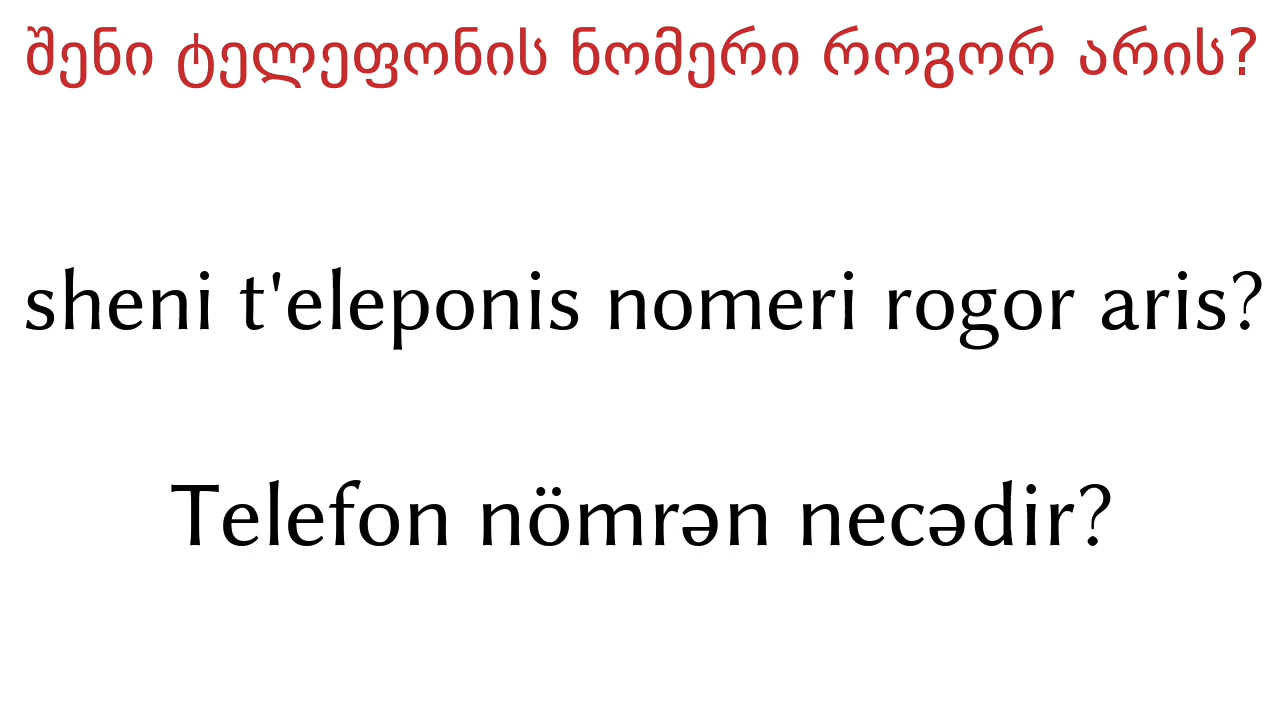 შენი ტელეფონის ნომერი როგორ არის?
sheni t'eleponis nomeri rogor aris?
Telefon nömrən necədir?